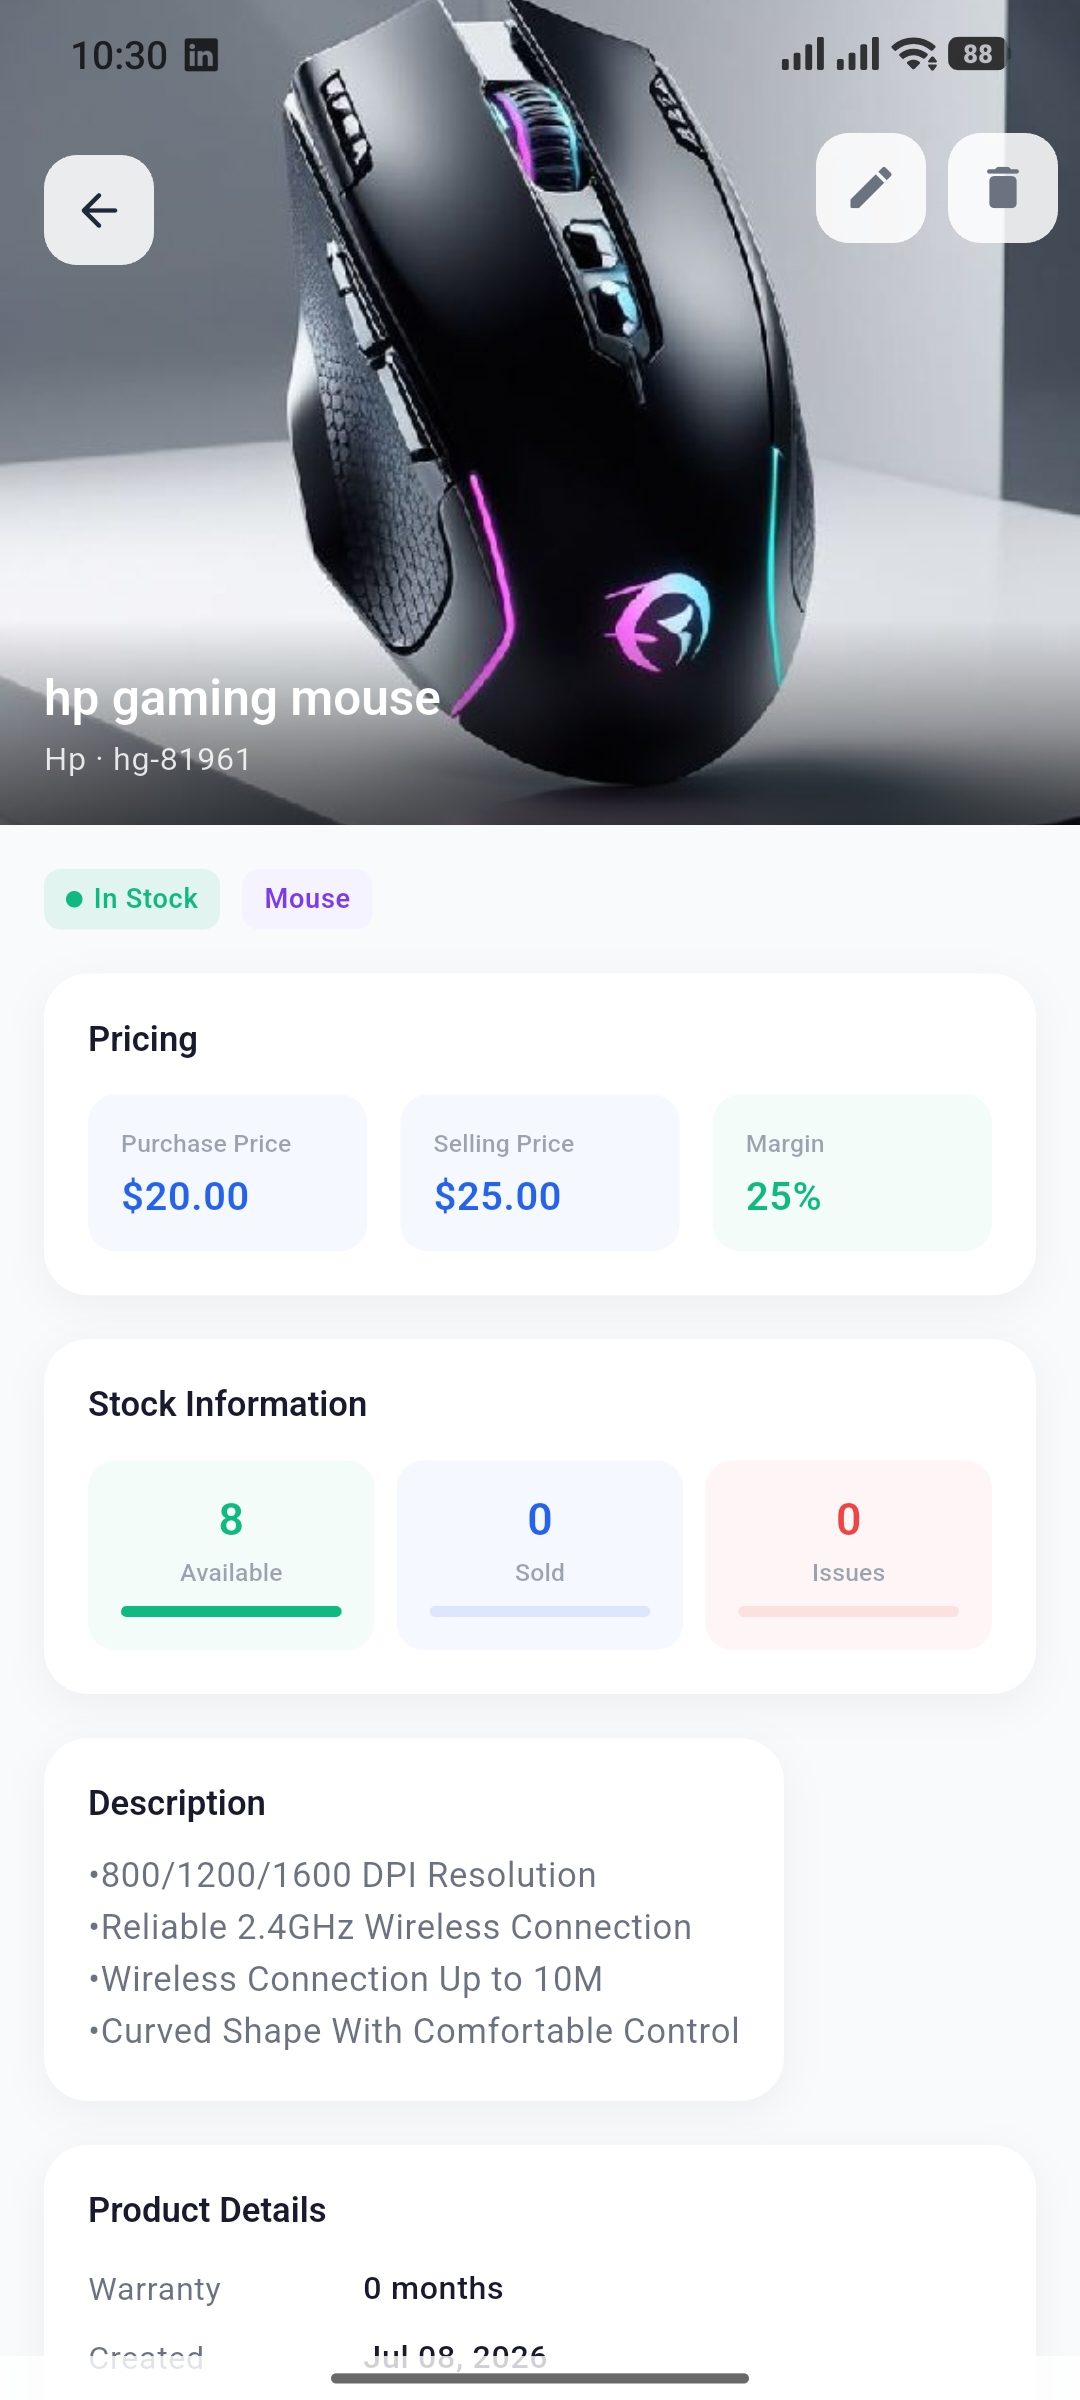 10:30
88
hp gaming mouse
Hp · hg-81961
In Stock
Mouse
Pricing
Purchase Price
Selling Price
Margin
$20.00
$25.00
25%
Stock Information
8
0
0
Available
Sold
Issues
Description
•800/1200/1600 DPI Resolution
•Reliable 2.4GHz Wireless Connection
•Wireless Connection Up to 10M
•Curved Shape With Comfortable Control
Product Details
Warranty 0 months
Created Jul 08, 2026